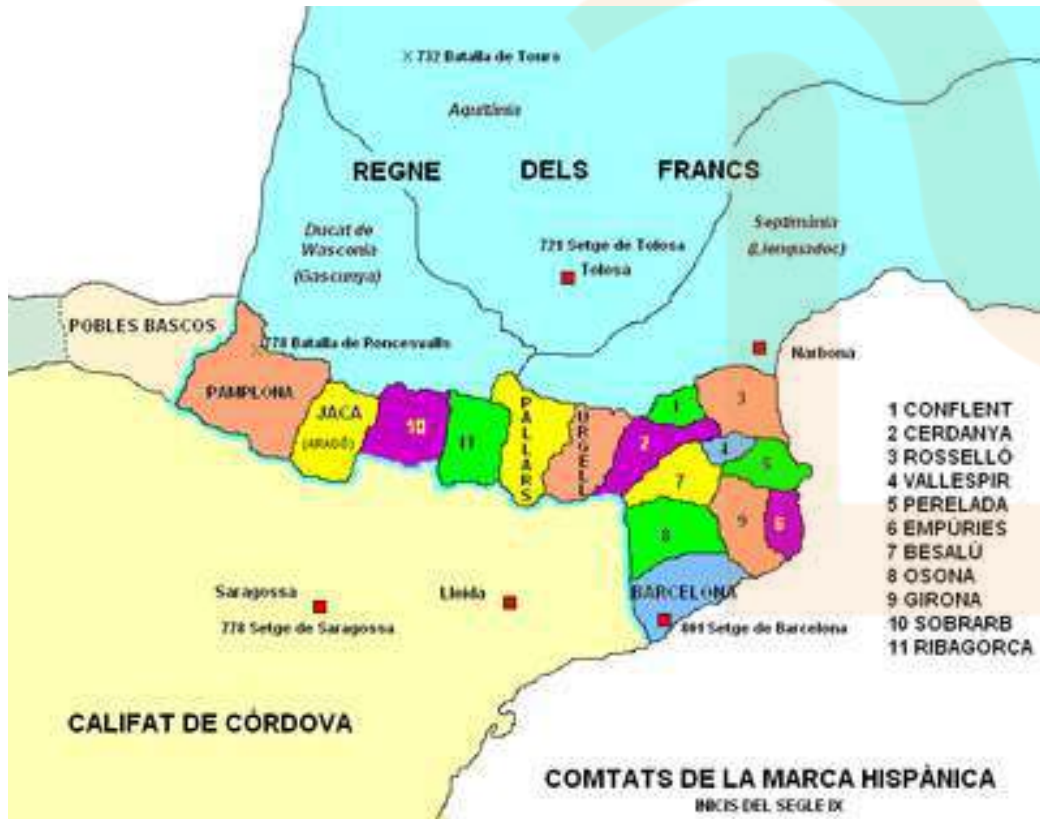 X 732 Batalla de Tours
Aquitània
REGNE DELS FRANCS
Ducat de
Wasconia
(Gascunya)
721 Setge de Tolosa
Tolosa
Septimània
(Llenguadoc)
POBLES BASCOS
778 Batalla de Roncesvalls
Narbona
PAMPLONA
JACA
(ARAGÓ)
10
11
PALLARS
URGELL
1
2
3
4
5
6
7
8
9
BARCELONA
801 Setge de Barcelona
Saragossa
778 Setge de Saragossa
Lleida
1 CONFLENT
2 CERDANYA
3 ROSSELLÓ
4 VALLESPIR
5 PERELADA
6 EMPÚRIES
7 BESALÚ
8 OSONA
9 GIRONA
10 SOBRARB
11 RIBAGORCA
CALIFAT DE CÓRDOVA
COMTATS DE LA MARCA HISPÀNICA
INICIS DEL SEGLE IX